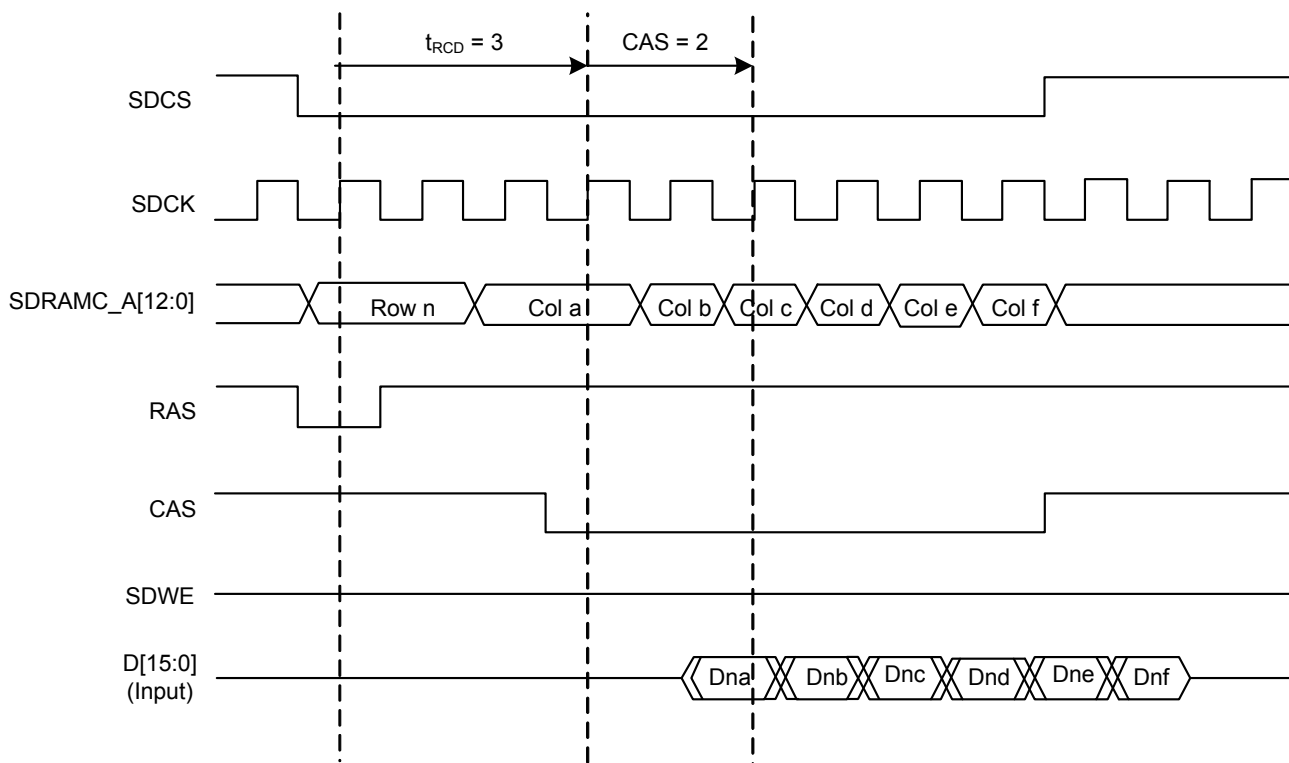 t_RCD = 3 CAS = 2
SDCS
SDCK
SDRAMC_A[12:0] Row n Col a Col b Col c Col d Col e Col f
RAS
CAS
SDWE
D[15:0]
(Input)
Dna Dnb Dnc Dnd Dne Dnf